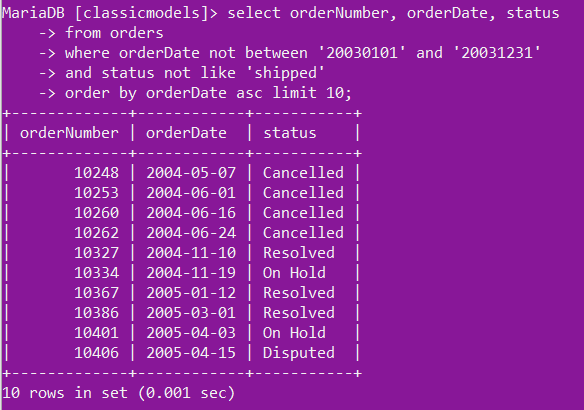 MariaDB [classicmodels]> select orderNumber, orderDate, status
    -> from orders
    -> where orderDate not between '20030101' and '20031231'
    -> and status not like 'shipped'
    -> order by orderDate asc limit 10;
+-------------+------------+-----------+
| orderNumber | orderDate  | status    |
+-------------+------------+-----------+
|       10248 | 2004-05-07 | Cancelled |
|       10253 | 2004-06-01 | Cancelled |
|       10260 | 2004-06-16 | Cancelled |
|       10262 | 2004-06-24 | Cancelled |
|       10327 | 2004-11-10 | Resolved  |
|       10334 | 2004-11-19 | On Hold   |
|       10367 | 2005-01-12 | Resolved  |
|       10386 | 2005-03-01 | Resolved  |
|       10401 | 2005-04-03 | On Hold   |
|       10406 | 2005-04-15 | Disputed  |
+-------------+------------+-----------+
10 rows in set (0.001 sec)